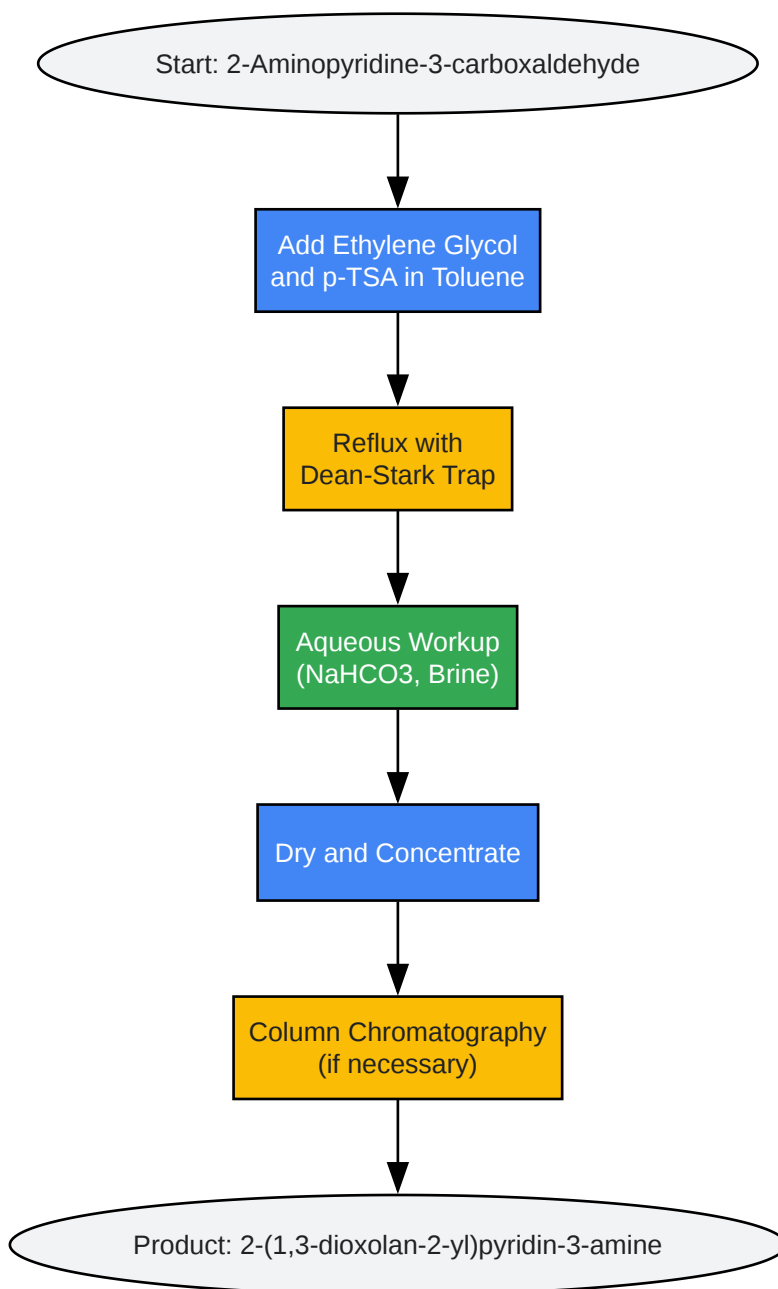 Start: 2-Aminopyridine-3-carboxaldehyde
Add Ethylene Glycol
and p-TSA in Toluene
Reflux with
Dean-Stark Trap
Aqueous Workup
(NaHCO3, Brine)
Dry and Concentrate
Column Chromatography
(if necessary)
Product: 2-(1,3-dioxolan-2-yl)pyridin-3-amine